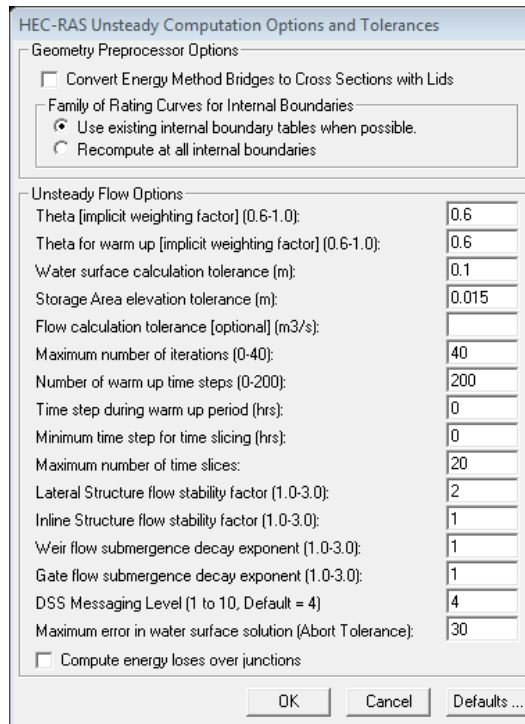 HEC-RAS Unsteady Computation Options and Tolerances
Geometry Preprocessor Options
Convert Energy Method Bridges to Cross Sections with Lids
Family of Rating Curves for Internal Boundaries
Use existing internal boundary tables when possible.
Recompute at all internal boundaries
Unsteady Flow Options
Theta [implicit weighting factor] (0.6-1.0): 0.6
Theta for warm up [implicit weighting factor] (0.6-1.0): 0.6
Water surface calculation tolerance (m): 0.1
Storage Area elevation tolerance (m): 0.015
Flow calculation tolerance [optional] (m3/s):
Maximum number of iterations (0-40): 40
Number of warm up time steps (0-200): 200
Time step during warm up period (hrs): 0
Minimum time step for time slicing (hrs): 0
Maximum number of time slices: 20
Lateral Structure flow stability factor (1.0-3.0): 2
Inline Structure flow stability factor (1.0-3.0): 1
Weir flow submergence decay exponent (1.0-3.0): 1
Gate flow submergence decay exponent (1.0-3.0): 1
DSS Messaging Level (1 to 10, Default = 4) 4
Maximum error in water surface solution (Abort Tolerance): 30
Compute energy loses over junctions
OK Cancel Defaults ...